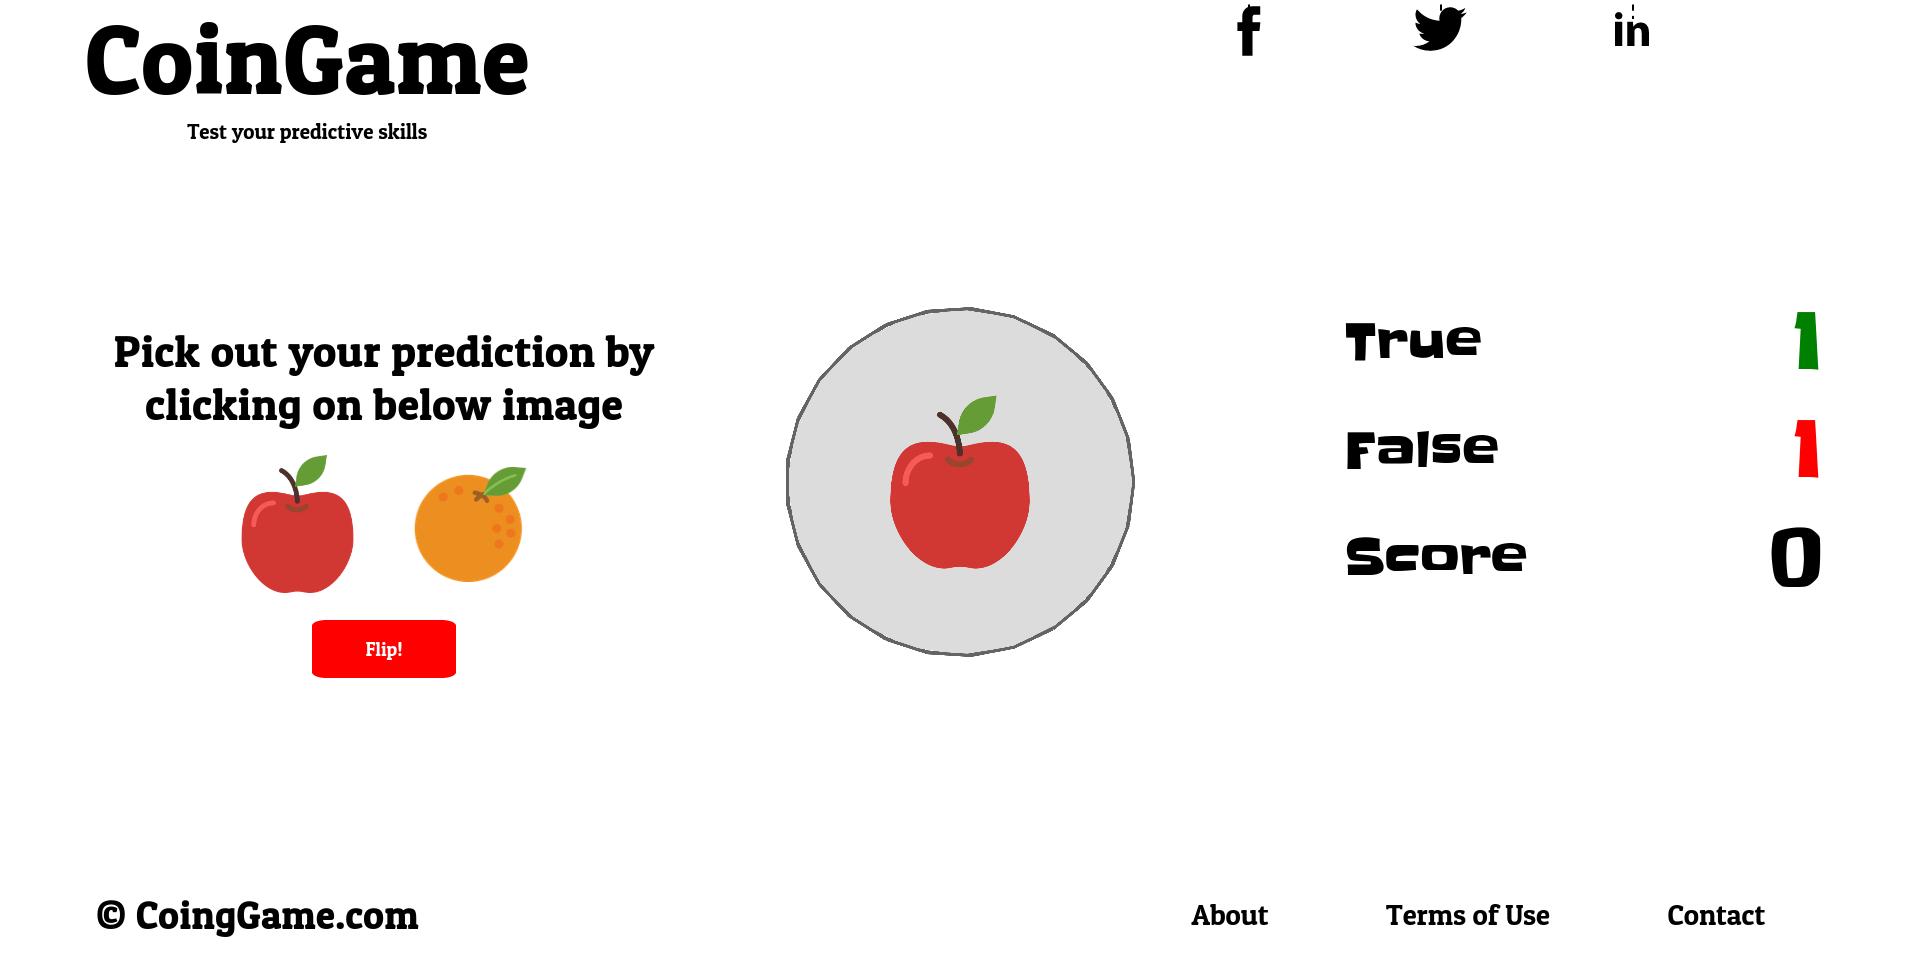 CoinGame
Test your predictive skills
Pick out your prediction by
clicking on below image
Flip!
True 1
False 1
Score 0
© CoingGame.com
About
Terms of Use
Contact